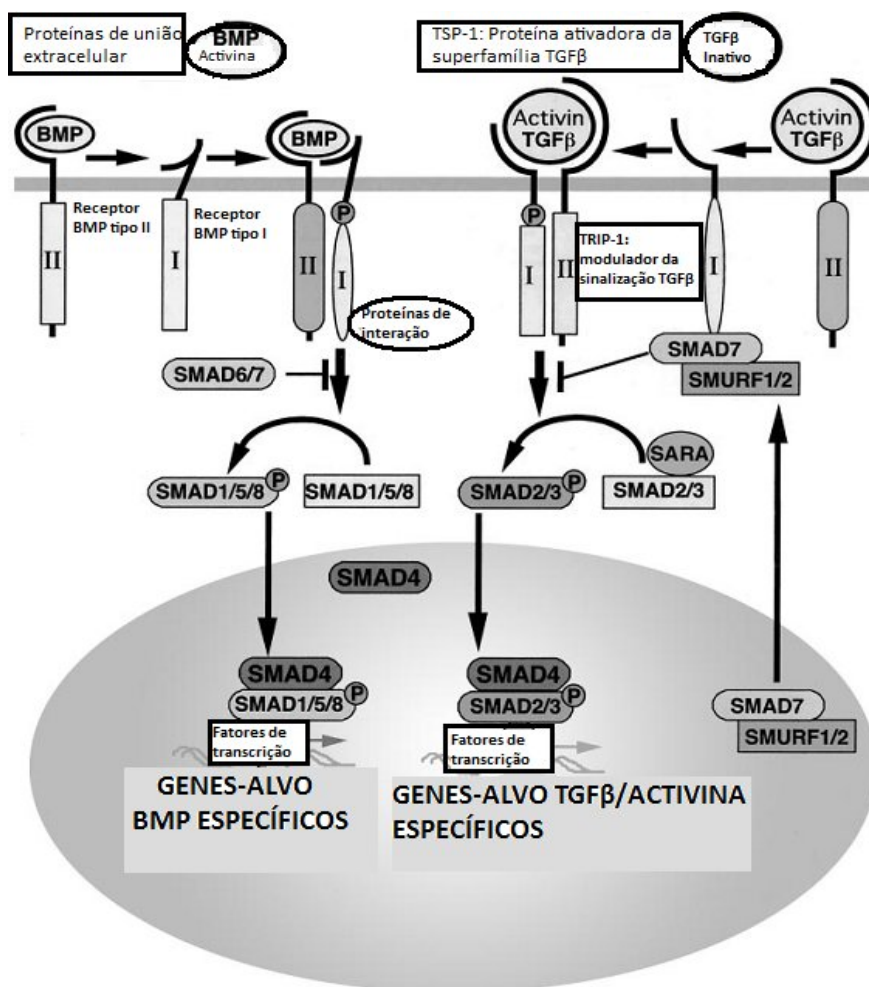 Proteínas de união
extracelular
BMP
Activina
TSP-1: Proteína ativadora da
superfamília TGFβ
TGFβ
Inativo
BMP
BMP
Activin
TGFβ
Activin
TGFβ
II
Receptor
BMP tipo II
I
Receptor
BMP tipo I
II
P
I
P
I
II
TRIP-1:
modulador da
sinalização TGFβ
I
II
Proteínas de
interação
SMAD6/7
SMAD7
SMURF1/2
SMAD1/5/8
P
SMAD1/5/8
SMAD2/3
P
SARA
SMAD2/3
SMAD4
SMAD4
SMAD1/5/8
P
SMAD4
SMAD2/3
P
SMAD7
SMURF1/2
Fatores de
transcrição
Fatores de
transcrição
GENES-ALVO
BMP ESPECÍFICOS
GENES-ALVO TGFβ/ACTIVINA
ESPECÍFICOS